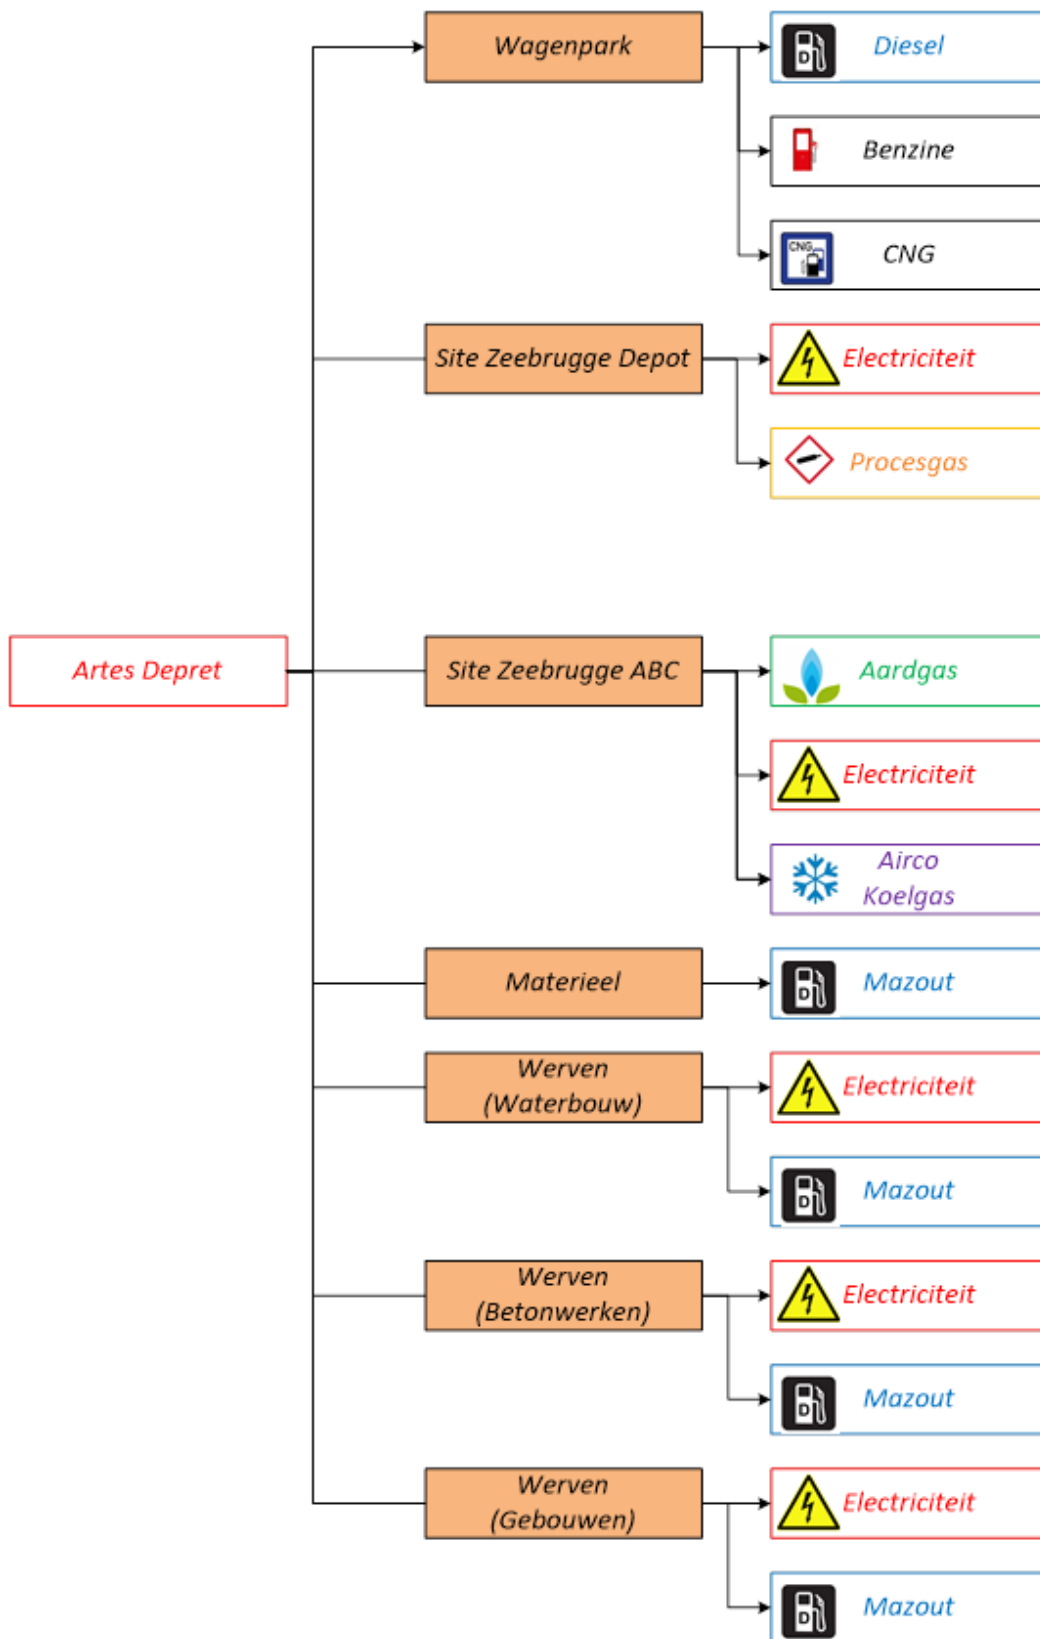 Wagenpark
Diesel
Benzine
CNG
CNG
Site Zeebrugge Depot
Electriciteit
Procesgas
Artes Depret
Site Zeebrugge ABC
Aardgas
Electriciteit
Airco
Koelgas
Materieel
Mazout
Werven
(Waterbouw)
Electriciteit
Mazout
Werven
(Betonwerken)
Electriciteit
Mazout
Werven
(Gebouwen)
Electriciteit
Mazout
D
D
D
D
D